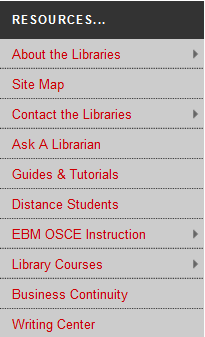 RESOURCES...
About the Libraries
Site Map
Contact the Libraries
Ask A Librarian
Guides & Tutorials
Distance Students
EBM OSCE Instruction
Library Courses
Business Continuity
Writing Center